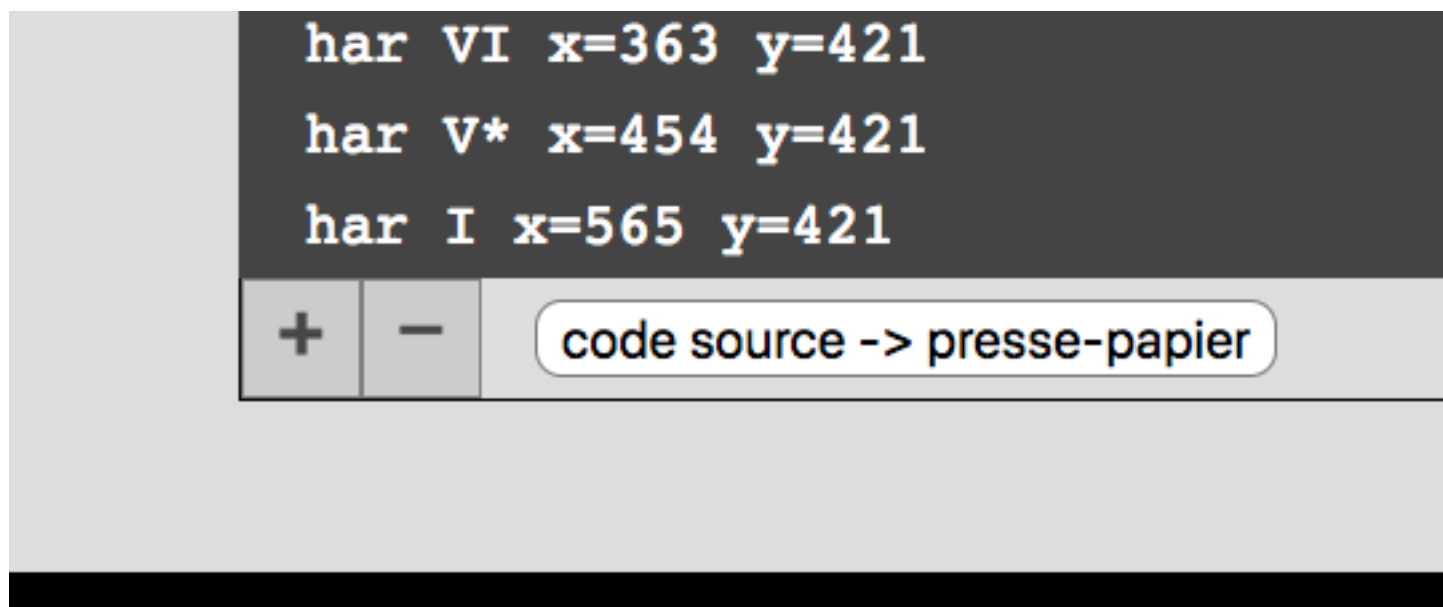 har VI x=363 y=421
har V* x=454 y=421
har I x=565 y=421
+ − code source -> presse-papier